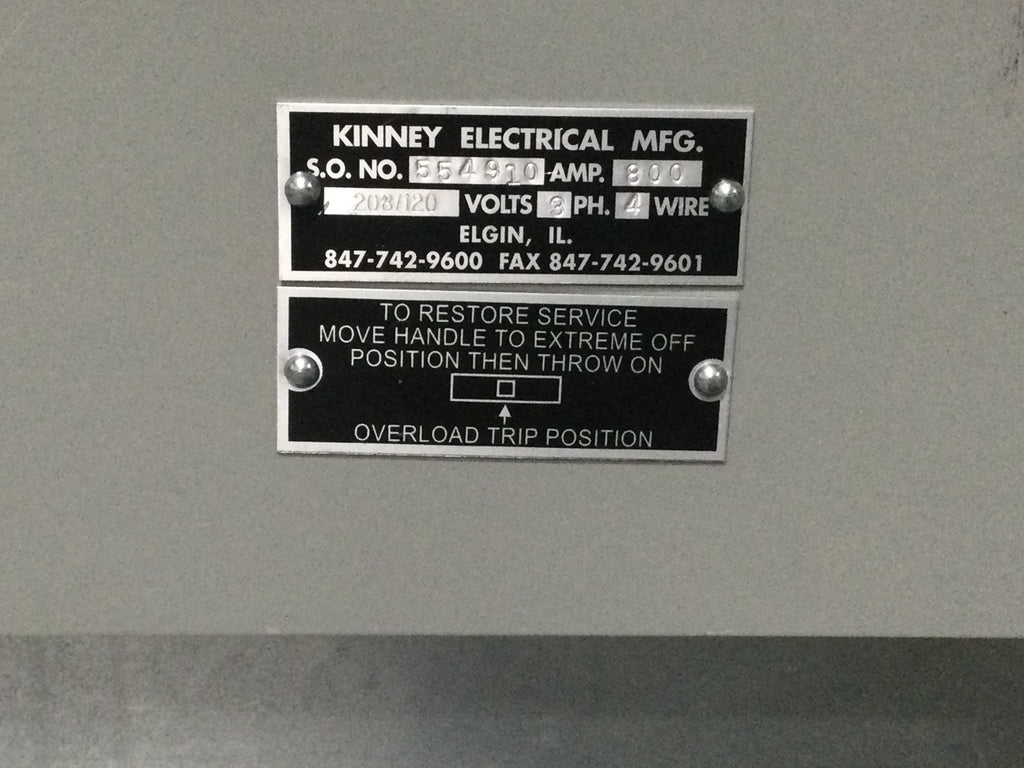 KINNEY ELECTRICAL MFG.
S.O. NO. 554910 AMP. 800
208/120 VOLTS 3 PH. 4 WIRE
ELGIN, IL.
847-742-9600 FAX 847-742-9601
TO RESTORE SERVICE
MOVE HANDLE TO EXTREME OFF
POSITION THEN THROW ON
OVERLOAD TRIP POSITION